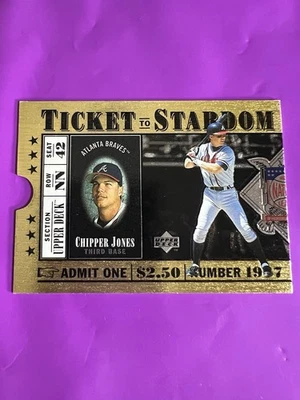 TICKET TO STARDOM
SECTION
UPPER DECK
ROW
NN
SEAT
42
ATLANTA BRAVES™
CHIPPER JONES
THIRD BASE
UPPER DECK
ADMIT ONE $2.50 NUMBER 1997